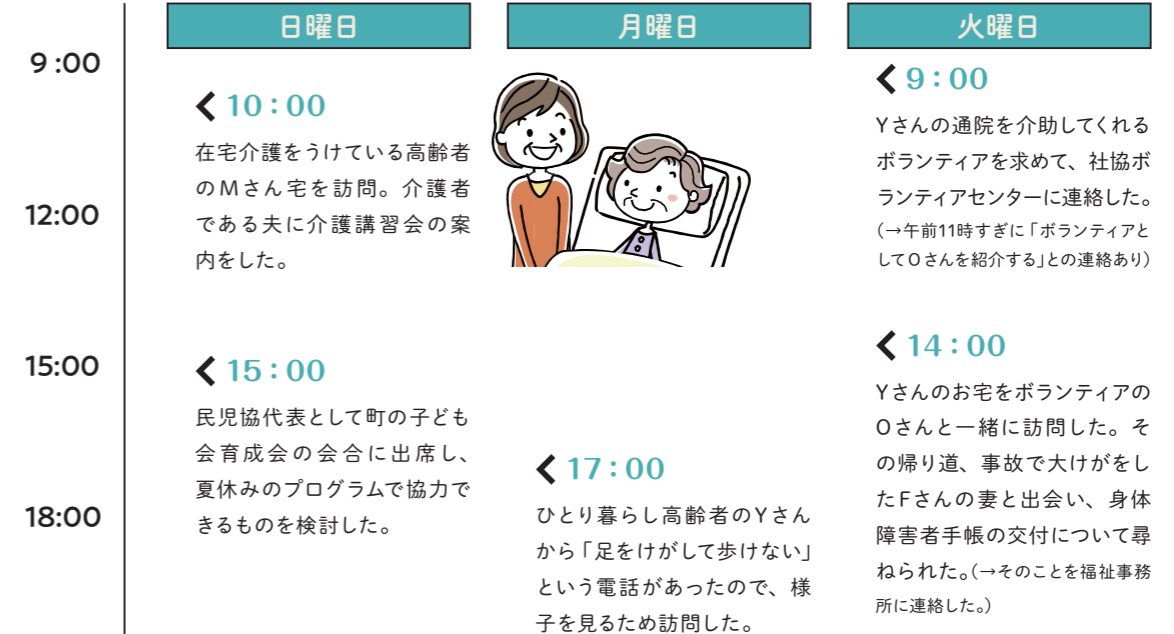 9:00
12:00
15:00
18:00
日曜日
10:00
在宅介護をうけている高齢者
のMさん宅を訪問。介護者
である夫に介護講習会の案
内をした。
15:00
民児協代表として町の子ども
会育成会の会合に出席し、
夏休みのプログラムで協力で
きるものを検討した。
月曜日
17:00
ひとり暮らし高齢者のYさん
から「足をけがして歩けない」
という電話があったので、様
子を見るため訪問した。
火曜日
9:00
Yさんの通院を介助してくれる
ボランティアを求めて、社協ボ
ランティアセンターに連絡した。
(→午前11時すぎに「ボランティアと
してOさんを紹介する」との連絡あり)
14:00
Yさんのお宅をボランティアの
Oさんと一緒に訪問した。そ
の帰り道、事故で大けがをし
たFさんの妻と出会い、身体
障害者手帳の交付について尋
ねられた。(→そのことを福祉事務
所に連絡した。)